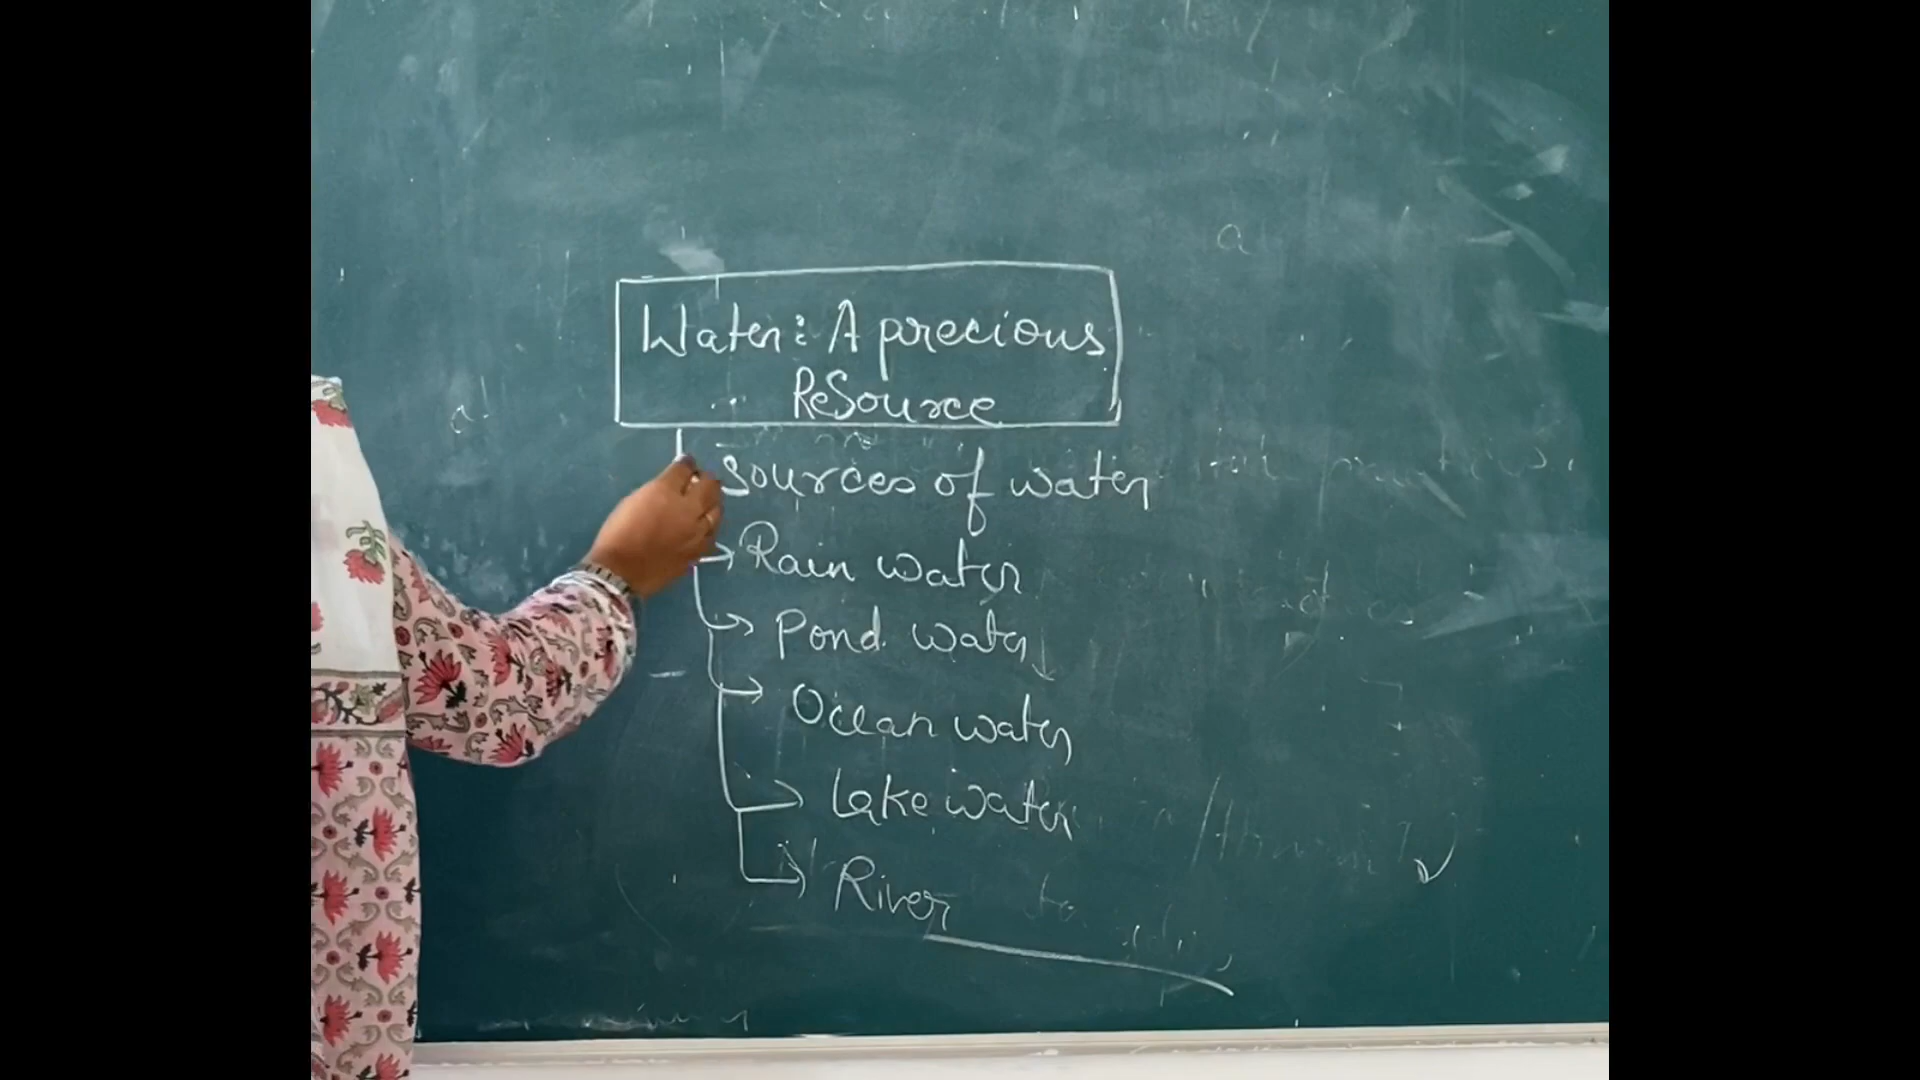 Water: A precious
ReSource
Sources of water
Rain water
Pond water
Ocean water
Lake water
River